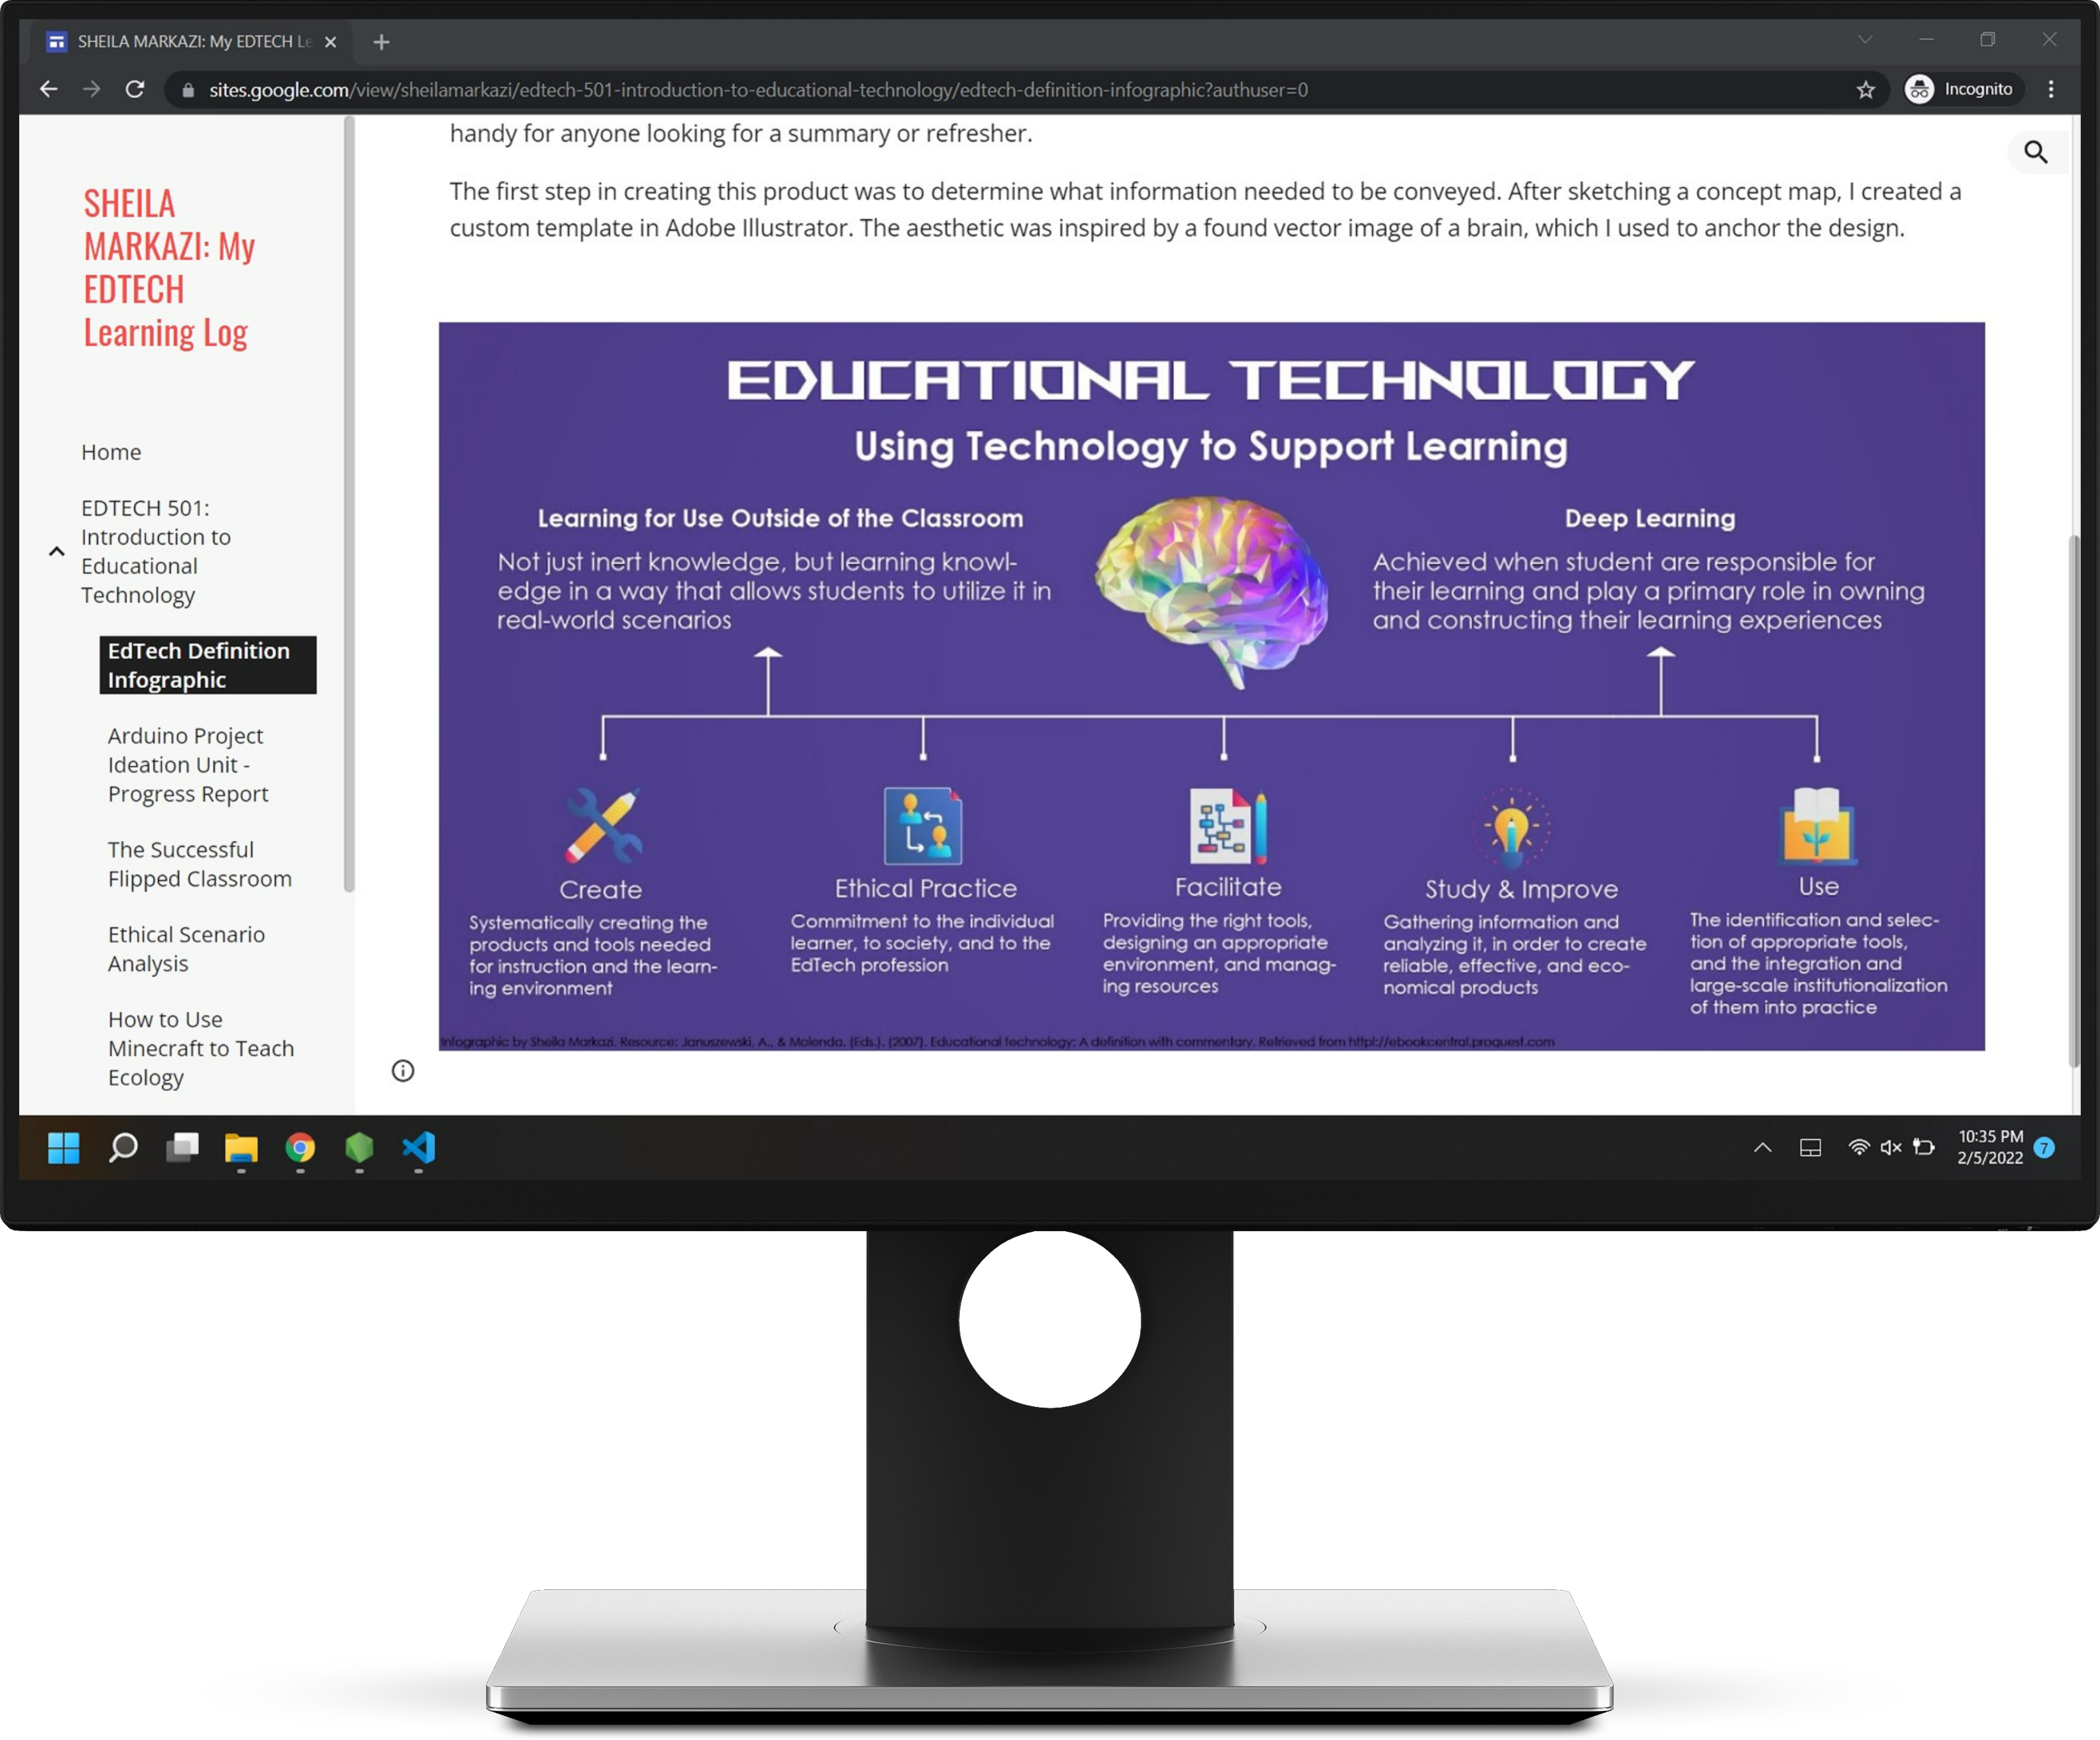 SHEILA MARKAZI: My EDTECH Le
sites.google.com/view/sheilamarkazi/edtech-501-introduction-to-educational-technology/edtech-definition-infographic?authuser=0
Incognito
SHEILA
MARKAZI: My
EDTECH
Learning Log
Home
EDTECH 501:
Introduction to
Educational
Technology
EdTech Definition
Infographic
Arduino Project
Ideation Unit -
Progress Report
The Successful
Flipped Classroom
Ethical Scenario
Analysis
How to Use
Minecraft to Teach
Ecology
handy for anyone looking for a summary or refresher.
The first step in creating this product was to determine what information needed to be conveyed. After sketching a concept map, I created a
custom template in Adobe Illustrator. The aesthetic was inspired by a found vector image of a brain, which I used to anchor the design.
EDUCATIONAL TECHNOLOGY
Using Technology to Support Learning
Learning for Use Outside of the Classroom
Not just inert knowledge, but learning knowl-
edge in a way that allows students to utilize it in
real-world scenarios
Deep Learning
Achieved when student are responsible for
their learning and play a primary role in owning
and constructing their learning experiences
Create
Systematically creating the
products and tools needed
for instruction and the learn-
ing environment
Ethical Practice
Commitment to the individual
learner, to society, and to the
EdTech profession
Facilitate
Providing the right tools,
designing an appropriate
environment, and manag-
ing resources
Study & Improve
Gathering information and
analyzing it, in order to create
reliable, effective, and eco-
nomical products
Use
The identification and selec-
tion of appropriate tools,
and the integration and
large-scale institutionalization
of them into practice
Infographic by Sheila Markazi. Resource: Januszewski, A., & Molenda. (Eds.). (2007). Educational technology: A definition with commentary. Retrieved from http://ebookcentral.proquest.com
10:35 PM
2/5/2022
7